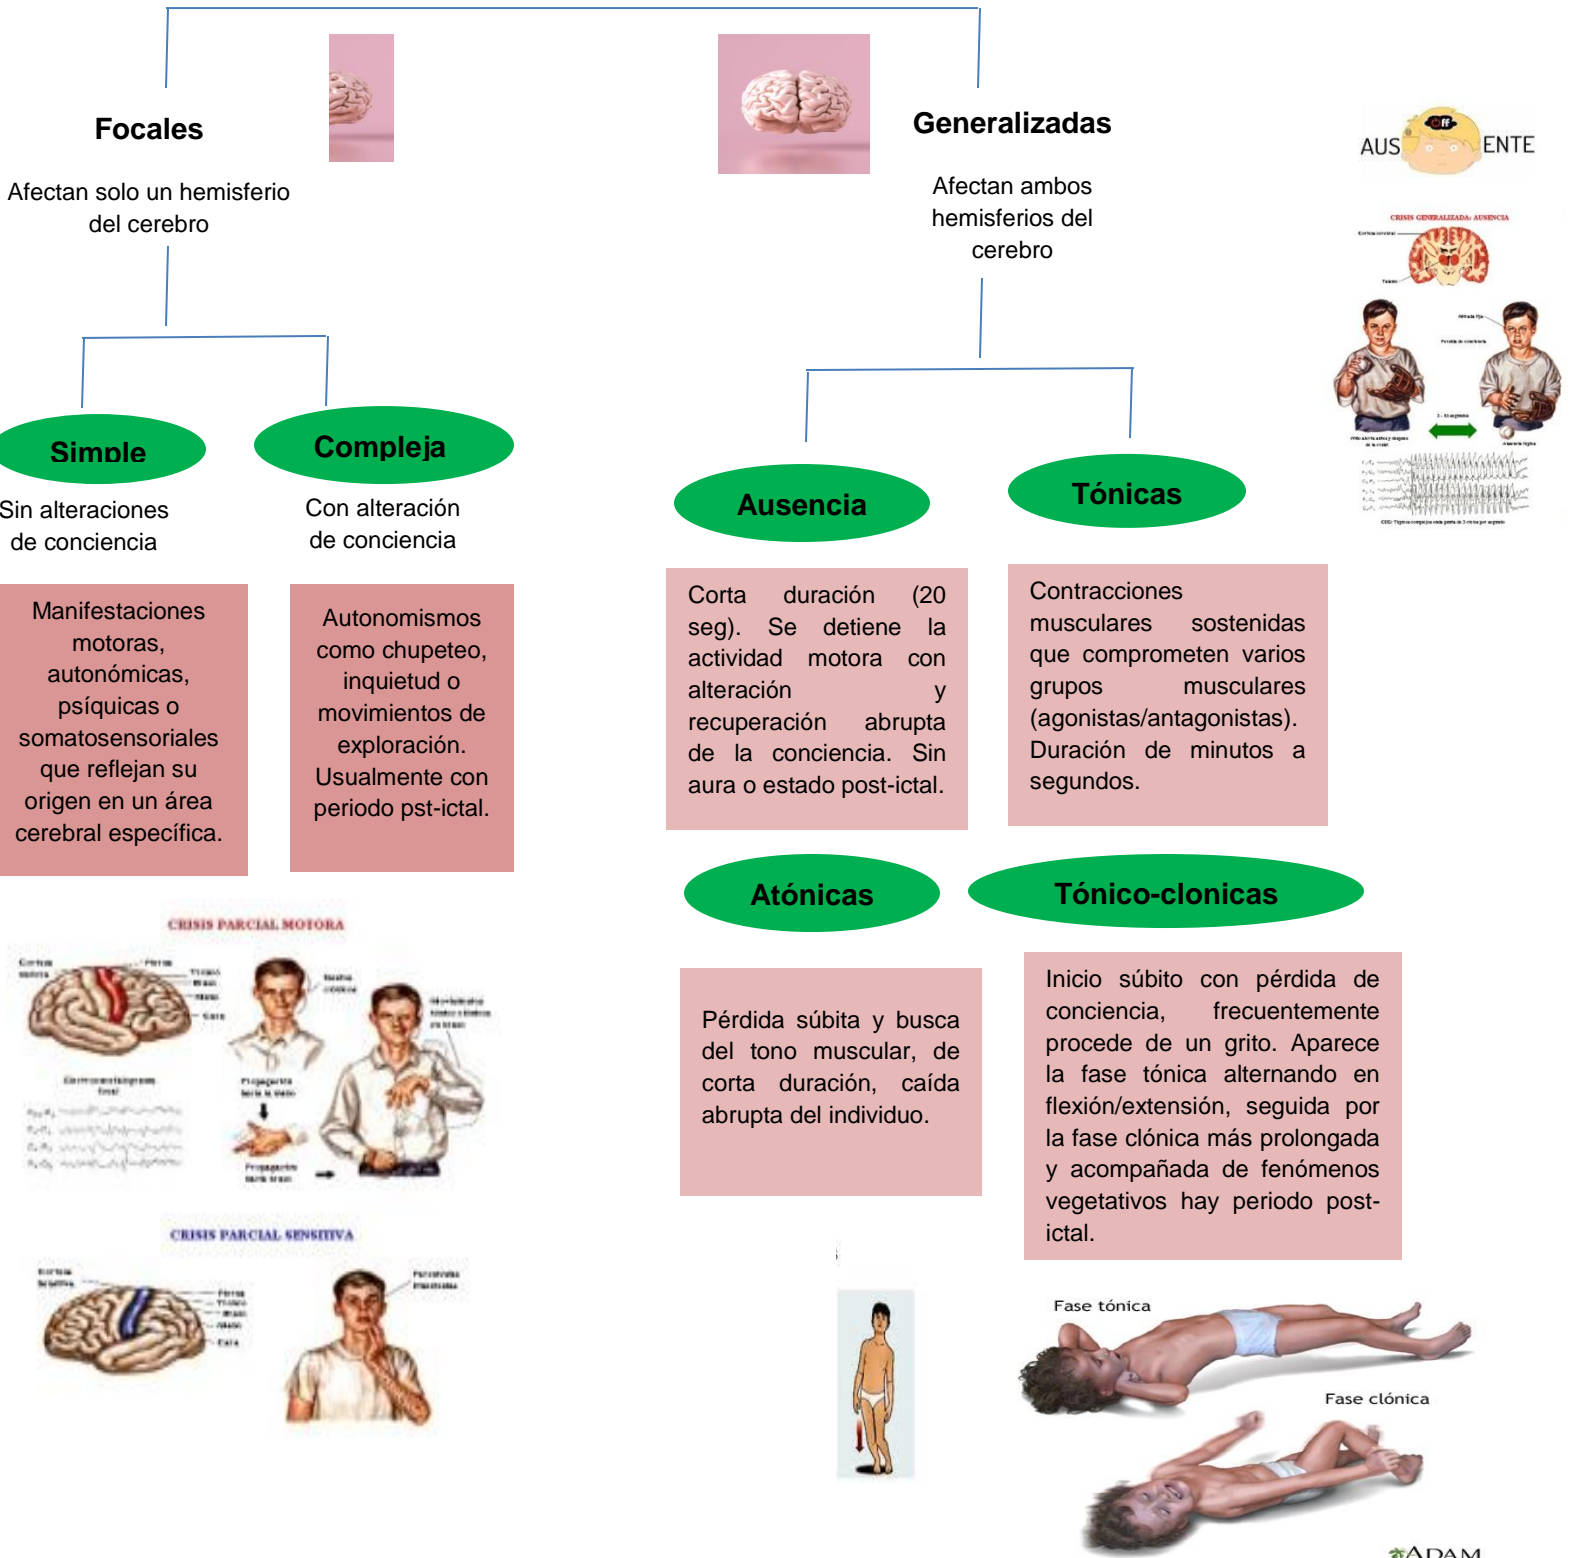 Focales
Afectan solo un hemisferio
del cerebro
Generalizadas
Afectan ambos
hemisferios del
cerebro
AUS
Off
ENTE
CRISIS GENERALIZADA: AUSENCIA
Simple
Sin alteraciones
de conciencia
Manifestaciones
motoras,
autonómicas,
psíquicas o
somatosensoriales
que reflejan su
origen en un área
cerebral específica.
Compleja
Con alteración
de conciencia
Autonomismos
como chupeteo,
inquietud o
movimientos de
exploración.
Usualmente con
periodo pst-ictal.
Ausencia
Corta duración (20
seg). Se detiene la
actividad motora con
alteración y
recuperación abrupta
de la conciencia. Sin
aura o estado post-ictal.
Tónicas
Contracciones
musculares sostenidas
que comprometen varios
grupos musculares
(agonistas/antagonistas).
Duración de minutos a
segundos.
Atónicas
Pérdida súbita y busca
del tono muscular, de
corta duración, caída
abrupta del individuo.
Tónico-clonicas
Inicio súbito con pérdida de
conciencia, frecuentemente
procede de un grito. Aparece
la fase tónica alternando en
flexión/extensión, seguida por
la fase clónica más prolongada
y acompañada de fenómenos
vegetativos hay periodo post-
ictal.
CRISIS PARCIAL MOTORA
CRISIS PARCIAL SENSITIVA
Fase tónica
Fase clónica
ADAM